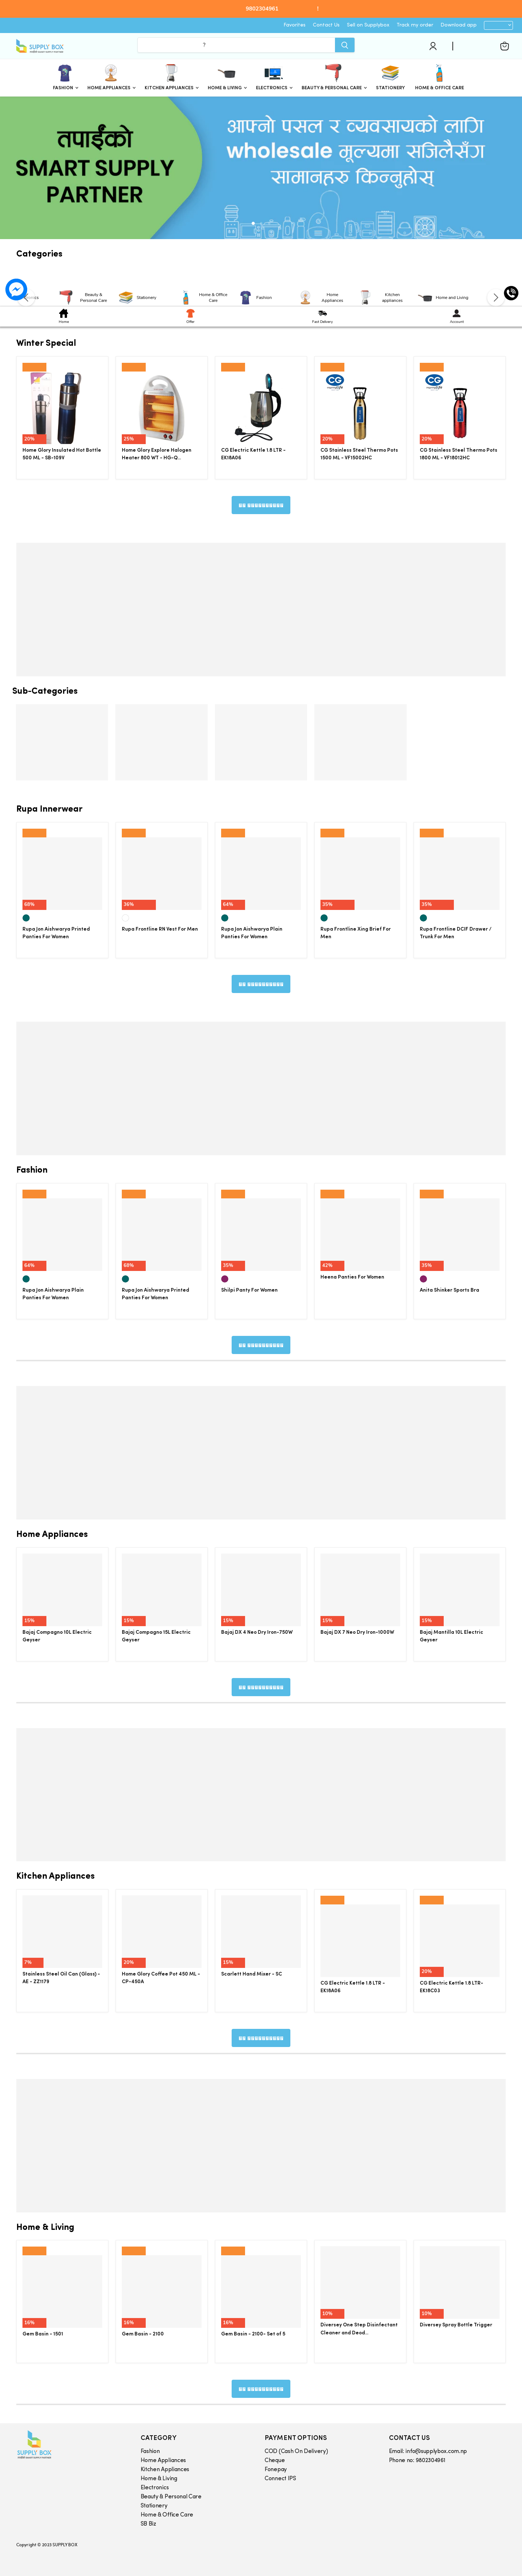 9802304961 !
Favorites Contact Us Sell on Supplybox Track my order Download app
SUPPLY BOX
?
FASHION HOME APPLIANCES KITCHEN APPLIANCES HOME & LIVING ELECTRONICS BEAUTY & PERSONAL CARE STATIONERY HOME & OFFICE CARE
तपाईंको
SMART SUPPLY
PARTNER
आफ्नो पसल र व्यवसायको लागि
wholesale मूल्यमा सजिलैसँग
सामानहरू किन्नुहोस्
Categories
Beauty & Personal Care
Stationery
Home & Office Care
Fashion
Home Appliances
Kitchen appliances
Home and Living
Home Offer Fast Delivery Account
Winter Special
20% 25% 20% 20%
Home Glory Insulated Hot Bottle 500 ML - SB-109V
Home Glory Explore Halogen Heater 800 WT - HG-Q...
CG Electric Kettle 1.8 LTR - EK18A06
CG
CG Stainless Steel Thermo Pots 1500 ML - VF15002HC
CG
CG Stainless Steel Thermo Pots 1800 ML - VF18012HC
Sub-Categories
Rupa Innerwear
68% 36% 64% 35% 35%
Rupa Jon Aishwarya Printed Panties For Women
Rupa Frontline RN Vest For Men
Rupa Jon Aishwarya Plain Panties For Women
Rupa Frontline Xing Brief For Men
Rupa Frontline DCIF Drawer / Trunk For Men
Fashion
64% 68% 35% 42% 35%
Rupa Jon Aishwarya Plain Panties For Women
Rupa Jon Aishwarya Printed Panties For Women
Shilpi Panty For Women
Heena Panties For Women
Anita Shinker Sports Bra
Home Appliances
15% 15% 15% 15% 15%
Bajaj Compagno 10L Electric Geyser
Bajaj Compagno 15L Electric Geyser
Bajaj DX 4 Neo Dry Iron-750W
Bajaj DX 7 Neo Dry Iron-1000W
Bajaj Mantilla 10L Electric Geyser
Kitchen Appliances
7% 20% 15% 20%
Stainless Steel Oil Can (Glass) - AE - ZZ1179
Home Glory Coffee Pot 450 ML - CP-450A
Scarlett Hand Mixer - SC
CG Electric Kettle 1.8 LTR - EK18A06
CG Electric Kettle 1.8 LTR- EK18C03
Home & Living
16% 16% 16% 10% 33%
Gem Basin - 1501
Gem Basin - 2100
Gem Basin - 2100- Set of 5
Diversey One Step Disinfectant Cleaner and Deod...
Diversey Spray Bottle Trigger
SUPPLY BOX
CATEGORY
Fashion
Home Appliances
Kitchen Appliances
Home & Living
Electronics
Beauty & Personal Care
Stationery
Home & Office Care
SB Biz
PAYMENT OPTIONS
COD (Cash On Delivery)
Cheque
Fonepay
Connect IPS
CONTACT US
Email: info@supplybox.com.np
Phone no: 9802304961
Copyright © 2023 SUPPLY BOX